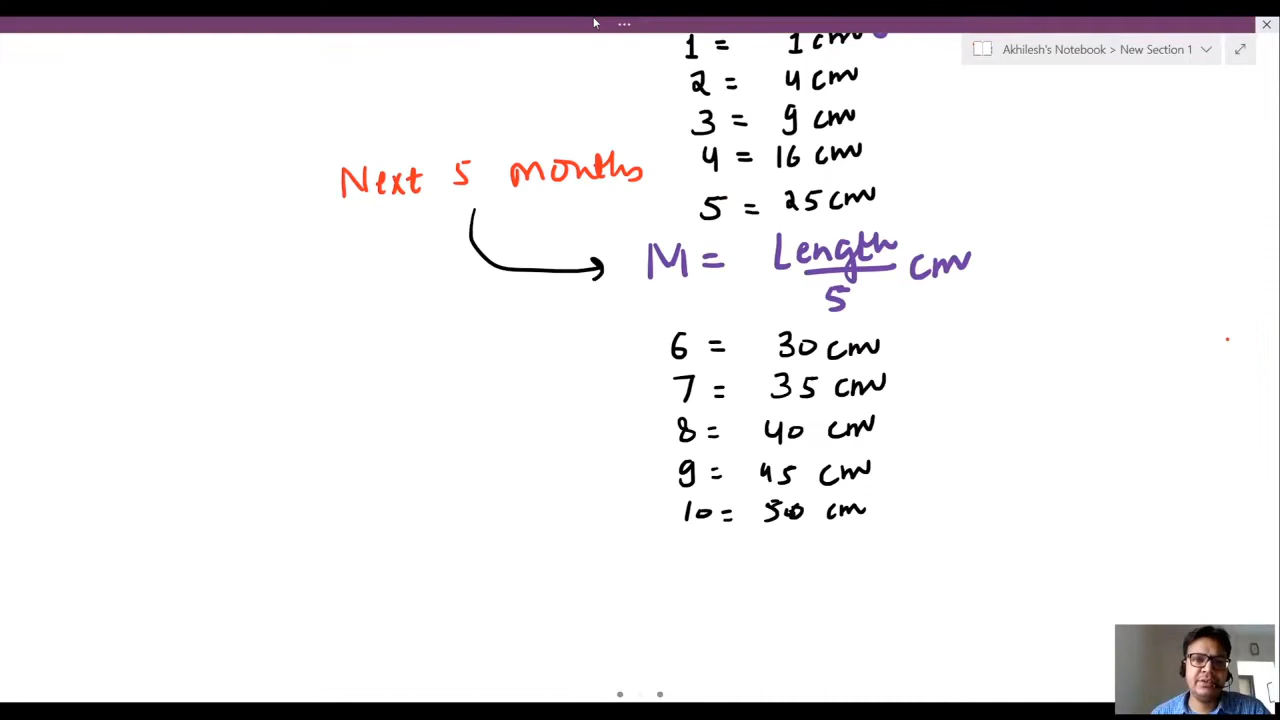 Akhilesh's Notebook > New Section 1
1 = 1 cm
2 = 4 cm
3 = 9 cm
4 = 16 cm
5 = 25 cm
Next 5 months
M = Length cm
5
6 = 30 cm
7 = 35 cm
8 = 40 cm
9 = 45 cm
10 = 50 cm